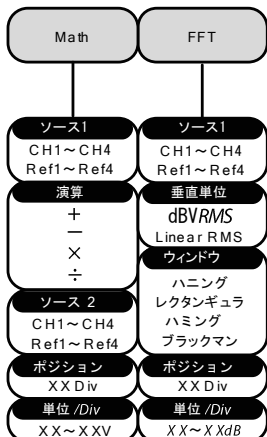 Math
ソース1
CH1～CH4
Ref1～Ref4
演算
+
−
×
÷
ソース 2
CH1～CH4
Ref1～Ref4
ポジション
XX Div
単位 /Div
XX～XXV
FFT
ソース1
CH1～CH4
Ref1～Ref4
垂直単位
dBVRMS
Linear RMS
ウィンドウ
ハニング
レクタンギュラ
ハミング
ブラックマン
ポジション
XX Div
単位 /Div
XX～XXdB